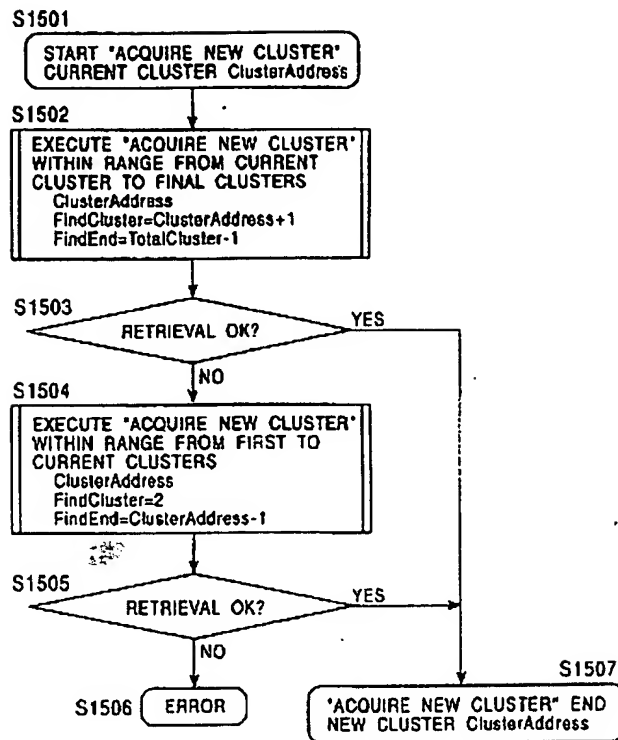 S1501
START "ACQUIRE NEW CLUSTER"
CURRENT CLUSTER ClusterAddress
S1502
EXECUTE "ACQUIRE NEW CLUSTER"
WITHIN RANGE FROM CURRENT
CLUSTER TO FINAL CLUSTERS
ClusterAddress
FindCluster=ClusterAddress+1
FindEnd=TotalCluster-1
S1503
RETRIEVAL OK?
YES
NO
S1504
EXECUTE "ACQUIRE NEW CLUSTER"
WITHIN RANGE FROM FIRST TO
CURRENT CLUSTERS
ClusterAddress
FindCluster=2
FindEnd=ClusterAddress-1
S1505
RETRIEVAL OK?
YES
NO
S1506
ERROR
S1507
"ACQUIRE NEW CLUSTER" END
NEW CLUSTER ClusterAddress